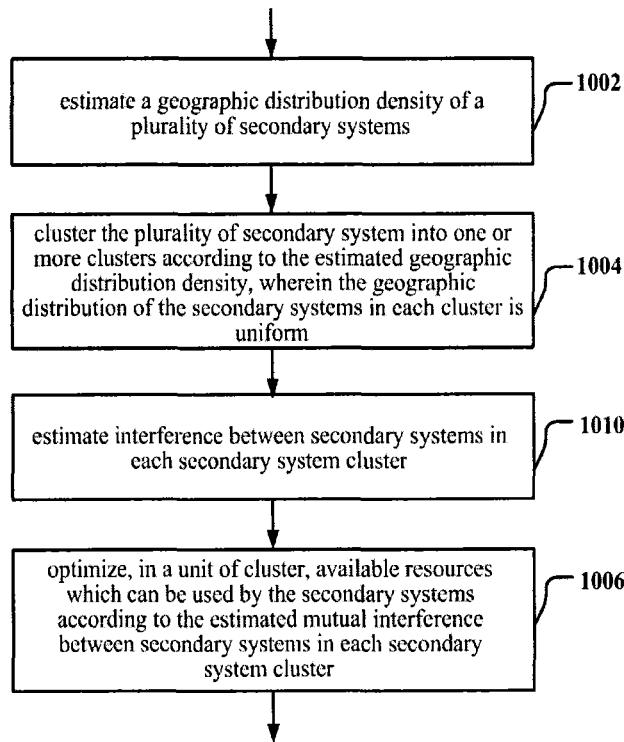 estimate a geographic distribution density of a
plurality of secondary systems
1002
cluster the plurality of secondary system into one or
more clusters according to the estimated geographic
distribution density, wherein the geographic
distribution of the secondary systems in each cluster is
uniform
1004
estimate interference between secondary systems in
each secondary system cluster
1010
optimize, in a unit of cluster, available resources
which can be used by the secondary systems
according to the estimated mutual interference
between secondary systems in each secondary
system cluster
1006